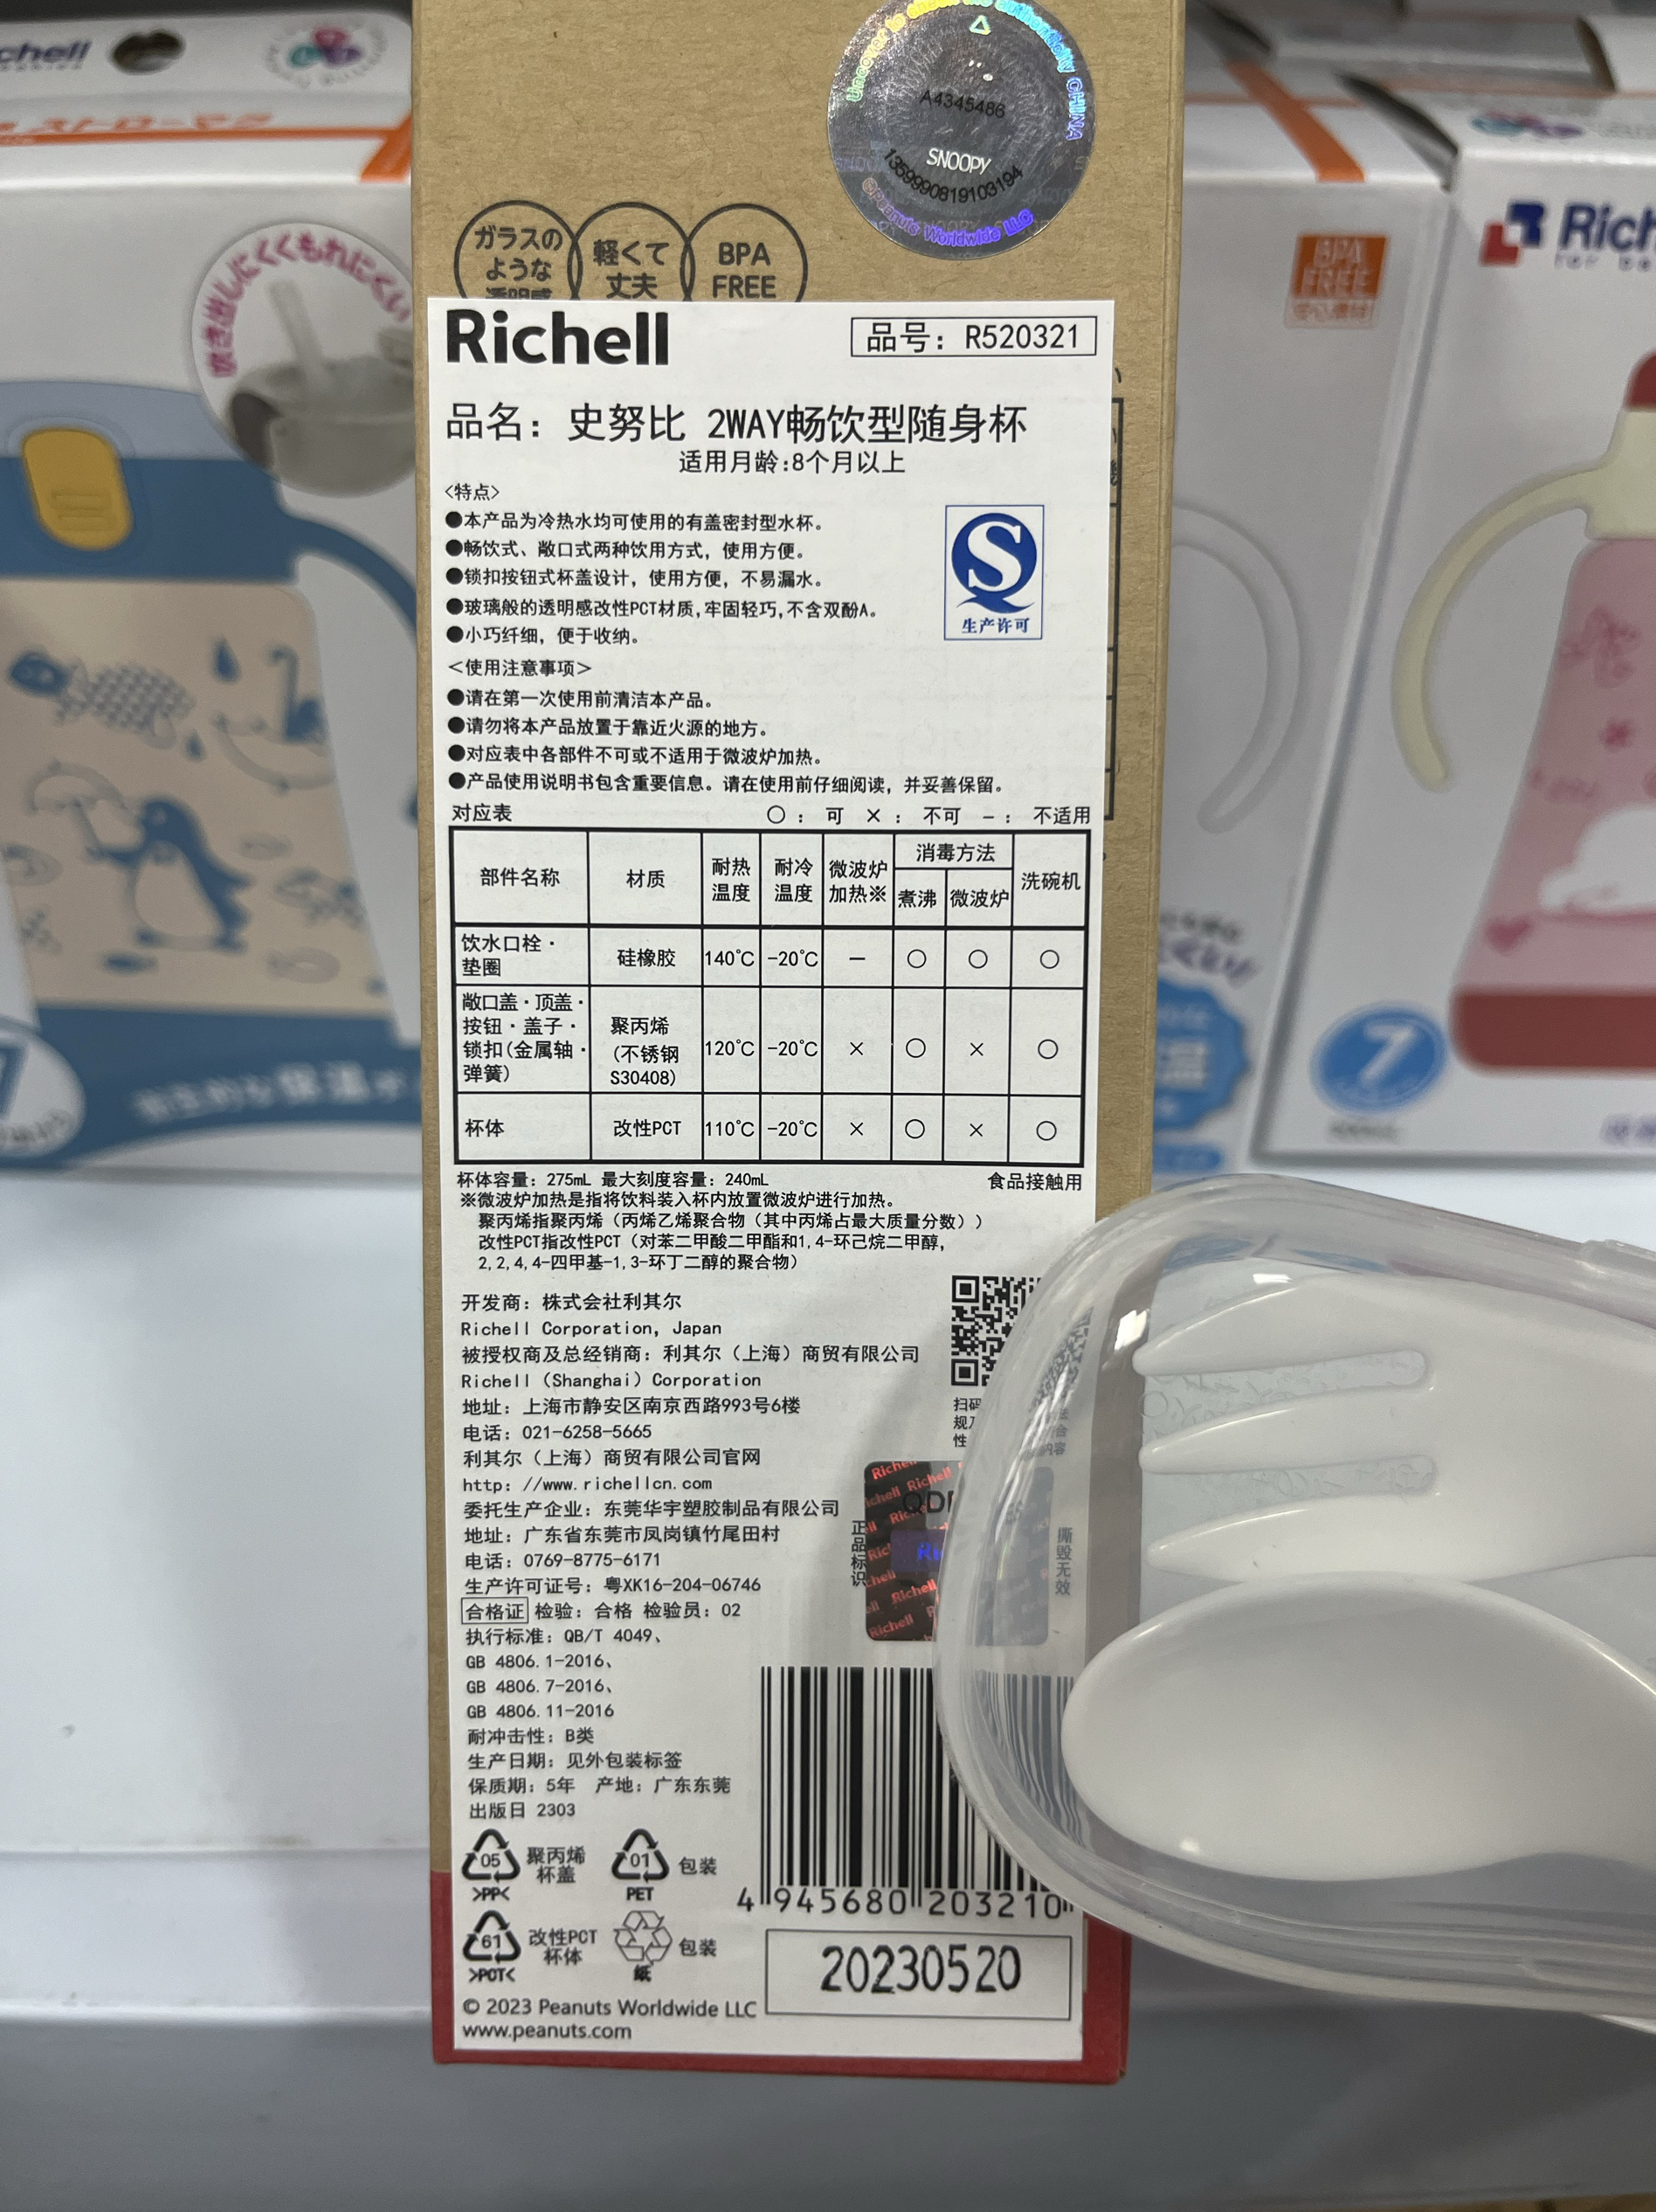 Uncover to check the authenticity CHINA
A4345486
SNOOPY
1359990819103194
©Peanuts Worldwide LLC
ガラスの
ような
透明感
軽くて
丈夫
BPA
FREE
Richell
品号：R520321
品名：史努比 2WAY畅饮型随身杯
适用月龄:8个月以上
<特点>
●本产品为冷热水均可使用的有盖密封型水杯。
●畅饮式、敞口式两种饮用方式，使用方便。
●锁扣按钮式杯盖设计，使用方便，不易漏水。
●玻璃般的透明感改性PCT材质,牢固轻巧,不含双酚A。
●小巧纤细，便于收纳。
生产许可
<使用注意事项>
●请在第一次使用前清洁本产品。
●请勿将本产品放置于靠近火源的地方。
●对应表中各部件不可或不适用于微波炉加热。
●产品使用说明书包含重要信息。请在使用前仔细阅读，并妥善保留。
对应表 ○：可 ×：不可 －：不适用
部件名称 材质 耐热温度 耐冷温度 微波炉加热※ 消毒方法 煮沸 微波炉 洗碗机
饮水口栓・垫圈 硅橡胶 140℃ -20℃ － ○ ○ ○
敞口盖・顶盖・按钮・盖子・锁扣(金属轴・弹簧) 聚丙烯(不锈钢S30408) 120℃ -20℃ × ○ × ○
杯体 改性PCT 110℃ -20℃ × ○ × ○
杯体容量：275mL 最大刻度容量：240mL 食品接触用
※微波炉加热是指将饮料装入杯内放置微波炉进行加热。
聚丙烯指聚丙烯（丙烯乙烯聚合物（其中丙烯占最大质量分数））
改性PCT指改性PCT（对苯二甲酸二甲酯和1,4-环己烷二甲醇,
2,2,4,4-四甲基-1,3-环丁二醇的聚合物）
开发商：株式会社利其尔
Richell Corporation, Japan
被授权商及总经销商：利其尔（上海）商贸有限公司
Richell（Shanghai）Corporation
地址：上海市静安区南京西路993号6楼
电话：021-6258-5665
利其尔（上海）商贸有限公司官网
http: //www.richellcn.com
委托生产企业：东莞华宇塑胶制品有限公司
地址：广东省东莞市凤岗镇竹尾田村
电话：0769-8775-6171
生产许可证号：粤XK16-204-06746
合格证 检验：合格 检验员：02
执行标准：QB/T 4049、
GB 4806.1-2016、
GB 4806.7-2016、
GB 4806.11-2016
耐冲击性：B类
生产日期：见外包装标签
保质期：5年 产地：广东东莞
出版日 2303
正品标识
Richell
撕毁无效
05
>PP<
聚丙烯
杯盖
01
PET
包装
61
>PCT<
改性PCT
杯体
纸
包装
4 945680 203210
20230520
© 2023 Peanuts Worldwide LLC
www.peanuts.com
chell
ストローマグ
吹き出しにくくもれにくい
BPA
FREE
7